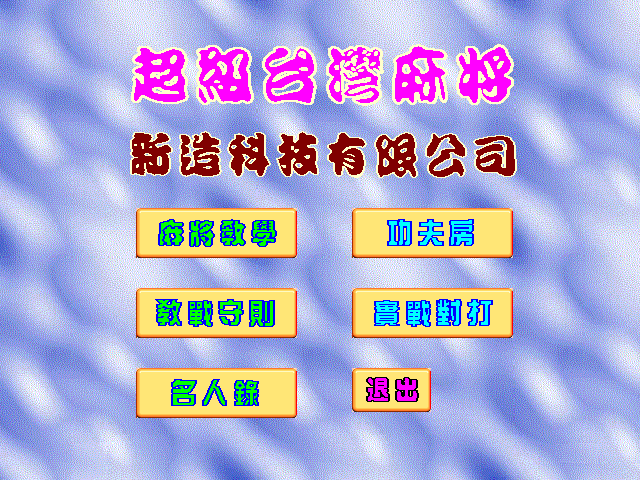 超級台灣麻將
新浩科技有限公司
麻將教學 功夫房
教戰守則 實戰對打
名人錄 退出